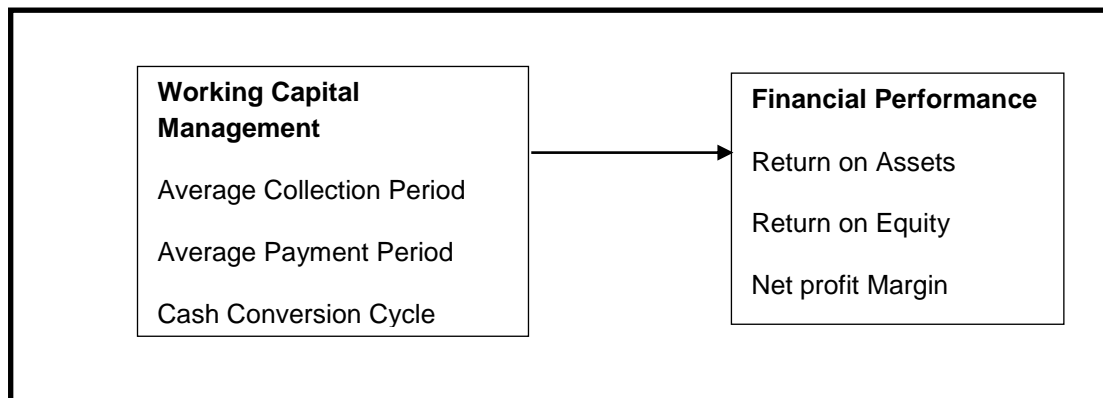 Working Capital
Management
Average Collection Period
Average Payment Period
Cash Conversion Cycle
Financial Performance
Return on Assets
Return on Equity
Net profit Margin